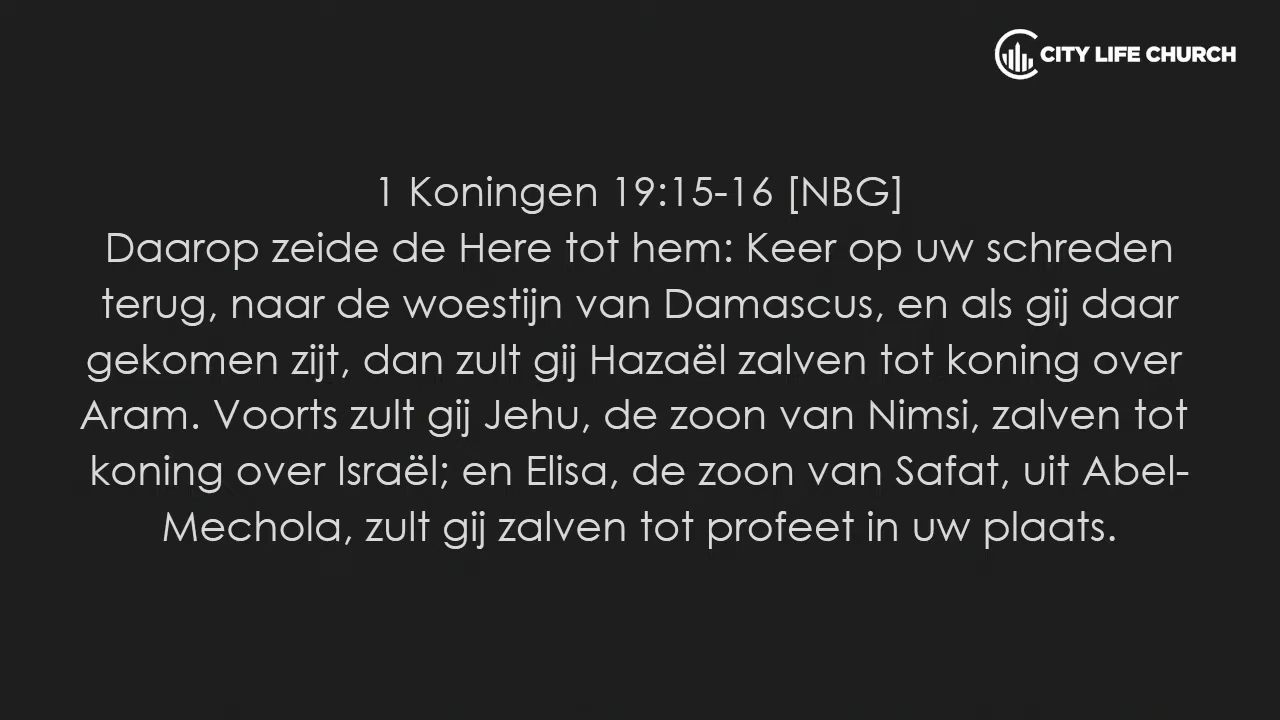 CITY LIFE CHURCH
1 Koningen 19:15-16 [NBG]
Daarop zeide de Here tot hem: Keer op uw schreden
terug, naar de woestijn van Damascus, en als gij daar
gekomen zijt, dan zult gij Hazaël zalven tot koning over
Aram. Voorts zult gij Jehu, de zoon van Nimsi, zalven tot
koning over Israël; en Elisa, de zoon van Safat, uit Abel-
Mechola, zult gij zalven tot profeet in uw plaats.